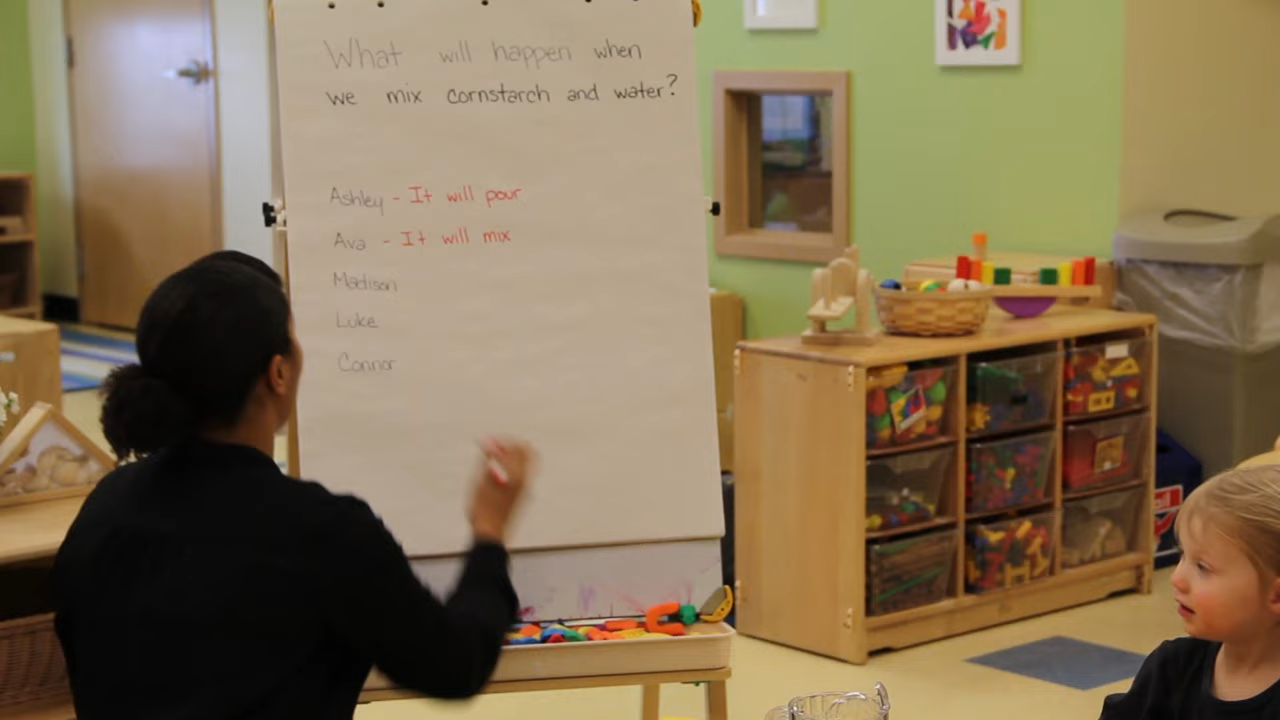 What will happen when
we mix cornstarch and water?
Ashley - It will pour
Ava - It will mix
Madison
Luke
Connor